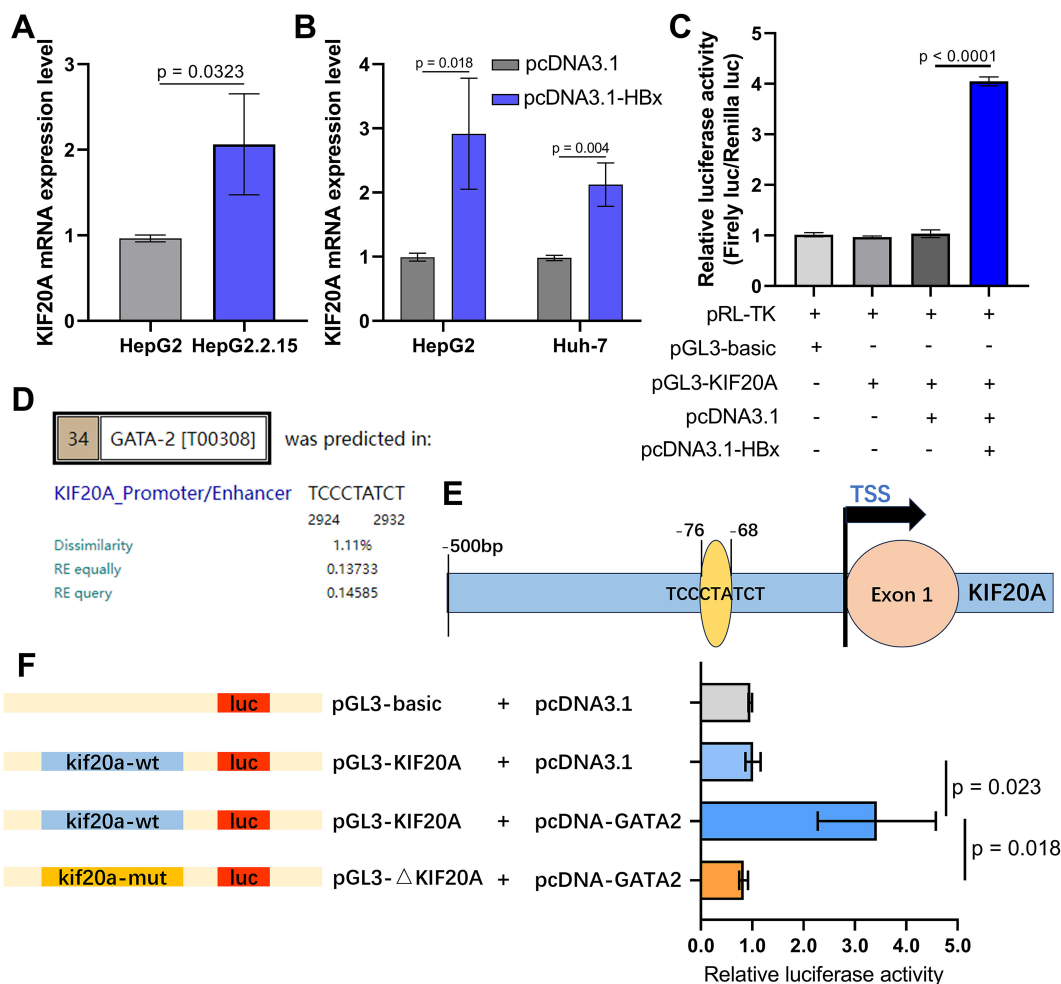 A
KIF20A mRNA expression level
3
2
1
0
p = 0.0323
HepG2 HepG2.2.15
B
KIF20A mRNA expression level
6
4
2
1
0
p = 0.018
p = 0.004
pcDNA3.1
pcDNA3.1-HBx
HepG2 Huh-7
C
Relative luciferase activity
(Firely luc/Renilla luc)
5
4
3
2
1
0
p < 0.0001
pRL-TK + + + +
pGL3-basic + - - -
pGL3-KIF20A - + + +
pcDNA3.1 - - + +
pcDNA3.1-HBx - - - +
D
34 GATA-2 [T00308] was predicted in:
KIF20A_Promoter/Enhancer TCCCTATCT
2924 2932
Dissimilarity 1.11%
RE equally 0.13733
RE query 0.14585
E
TSS
-500bp
-76 -68
TCCCTATCT
Exon 1
KIF20A
F
luc pGL3-basic + pcDNA3.1
kif20a-wt luc pGL3-KIF20A + pcDNA3.1
kif20a-wt luc pGL3-KIF20A + pcDNA-GATA2
kif20a-mut luc pGL3-△KIF20A + pcDNA-GATA2
p = 0.023
p = 0.018
0.0 1.0 2.0 3.0 4.0 5.0
Relative luciferase activity